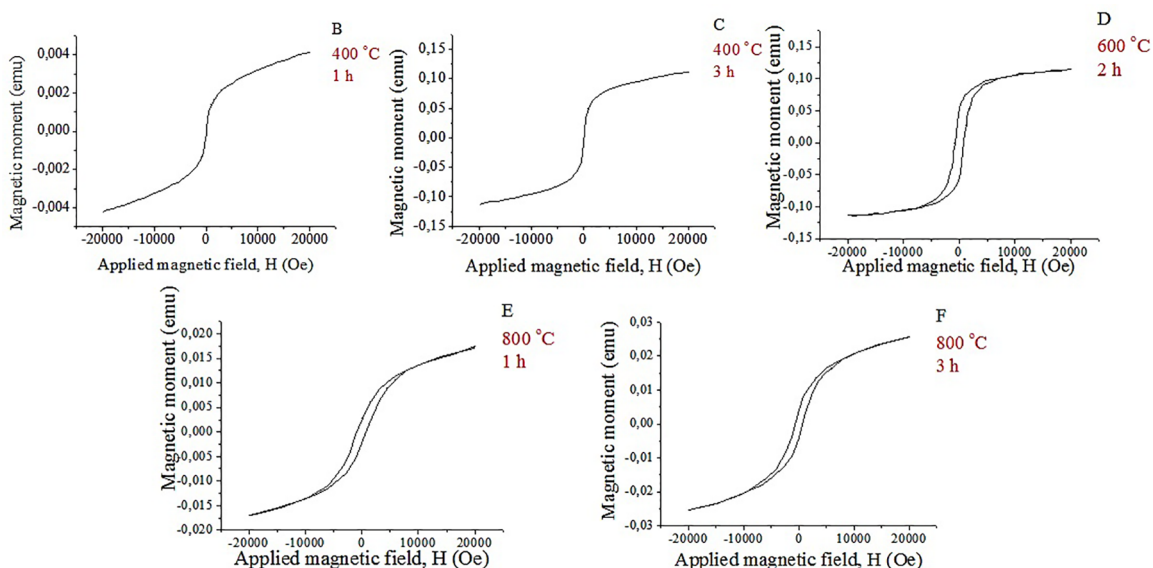 B
400 °C
1 h
0,004
0,002
0,000
-0,002
-0,004
Magnetic moment (emu)
-20000 -10000 0 10000 20000
Applied magnetic field, H (Oe)
C
400 °C
3 h
0,15
0,10
0,05
0,00
-0,05
-0,10
-0,15
Magnetic moment (emu)
-20000 -10000 0 10000 20000
Applied magnetic field, H (Oe)
D
600 °C
2 h
0,15
0,10
0,05
0,00
-0,05
-0,10
-0,15
Magnetic moment (emu)
-20000 -10000 0 10000 20000
Applied magnetic field, H (Oe)
E
800 °C
1 h
0,020
0,015
0,010
0,005
0,000
-0,005
-0,010
-0,015
-0,020
Magnetic moment (emu)
-20000 -10000 0 10000 20000
Applied magnetic field, H (Oe)
F
800 °C
3 h
0,03
0,02
0,01
0,00
-0,01
-0,02
-0,03
Magnetic moment (emu)
-20000 -10000 0 10000 20000
Applied magnetic field, H (Oe)